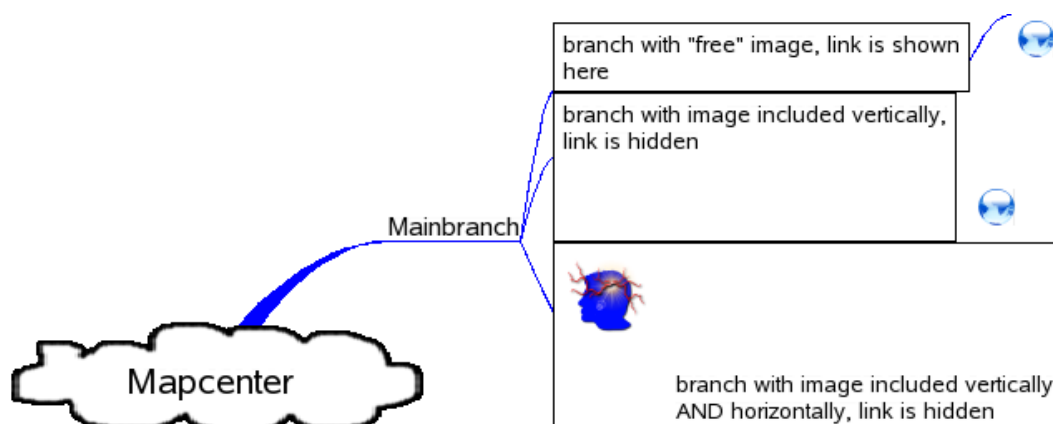 branch with "free" image, link is shown
here
branch with image included vertically,
link is hidden
Mainbranch
Mapcenter
branch with image included vertically
AND horizontally, link is hidden